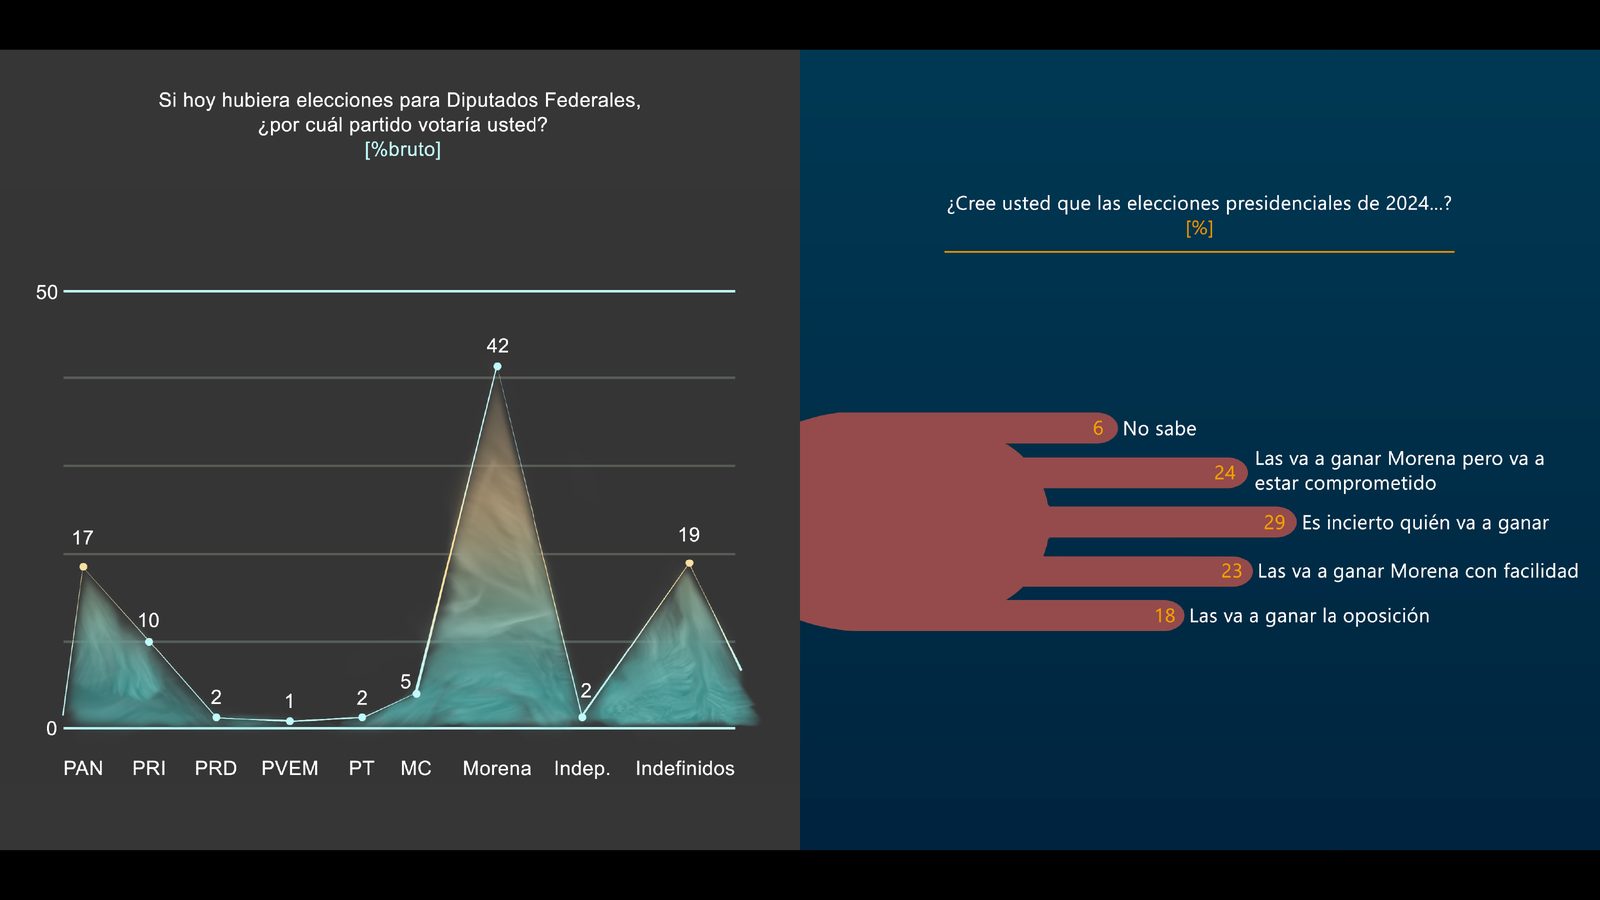 Si hoy hubiera elecciones para Diputados Federales,
¿por cuál partido votaría usted?
[%bruto]
50
42
17
19
10
5
2
1
2
2
0
PAN PRI PRD PVEM PT MC Morena Indep. Indefinidos
¿Cree usted que las elecciones presidenciales de 2024...?
[%]
6 No sabe
24 Las va a ganar Morena pero va a
estar comprometido
29 Es incierto quién va a ganar
23 Las va a ganar Morena con facilidad
18 Las va a ganar la oposición